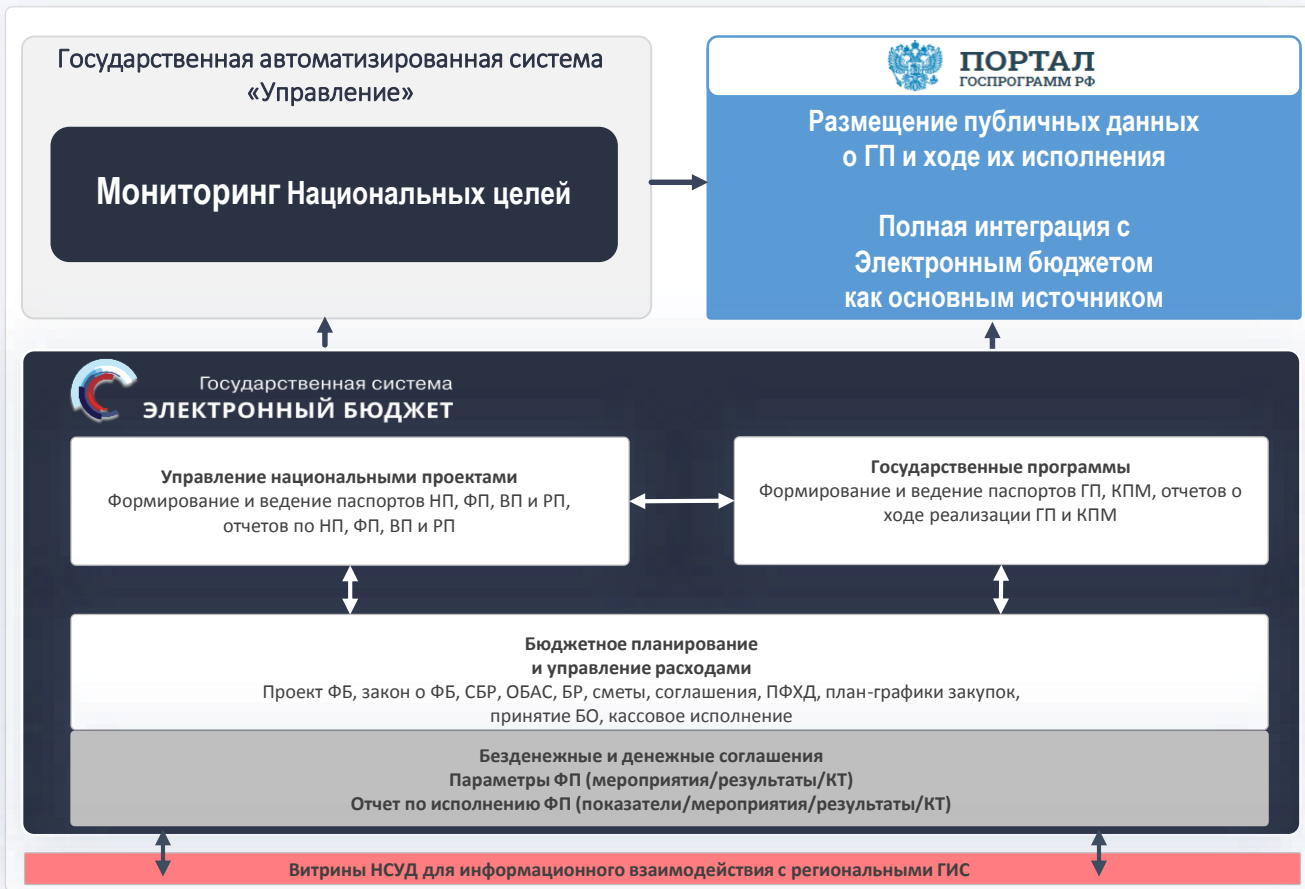 Государственная автоматизированная система
«Управление»
Мониторинг Национальных целей
ПОРТАЛ
ГОСПРОГРАММ РФ
Размещение публичных данных
о ГП и ходе их исполнения
Полная интеграция с
Электронным бюджетом
как основным источником
Государственная система
ЭЛЕКТРОННЫЙ БЮДЖЕТ
Управление национальными проектами
Формирование и ведение паспортов НП, ФП, ВП и РП,
отчетов по НП, ФП, ВП и РП
Государственные программы
Формирование и ведение паспортов ГП, КПМ, отчетов о
ходе реализации ГП и КПМ
Бюджетное планирование
и управление расходами
Проект ФБ, закон о ФБ, СБР, ОБАС, БР, сметы, соглашения, ПФХД, план-графики закупок,
принятие БО, кассовое исполнение
Безденежные и денежные соглашения
Параметры ФП (мероприятия/результаты/КТ)
Отчет по исполнению ФП (показатели/мероприятия/результаты/КТ)
Витрины НСУД для информационного взаимодействия с региональными ГИС